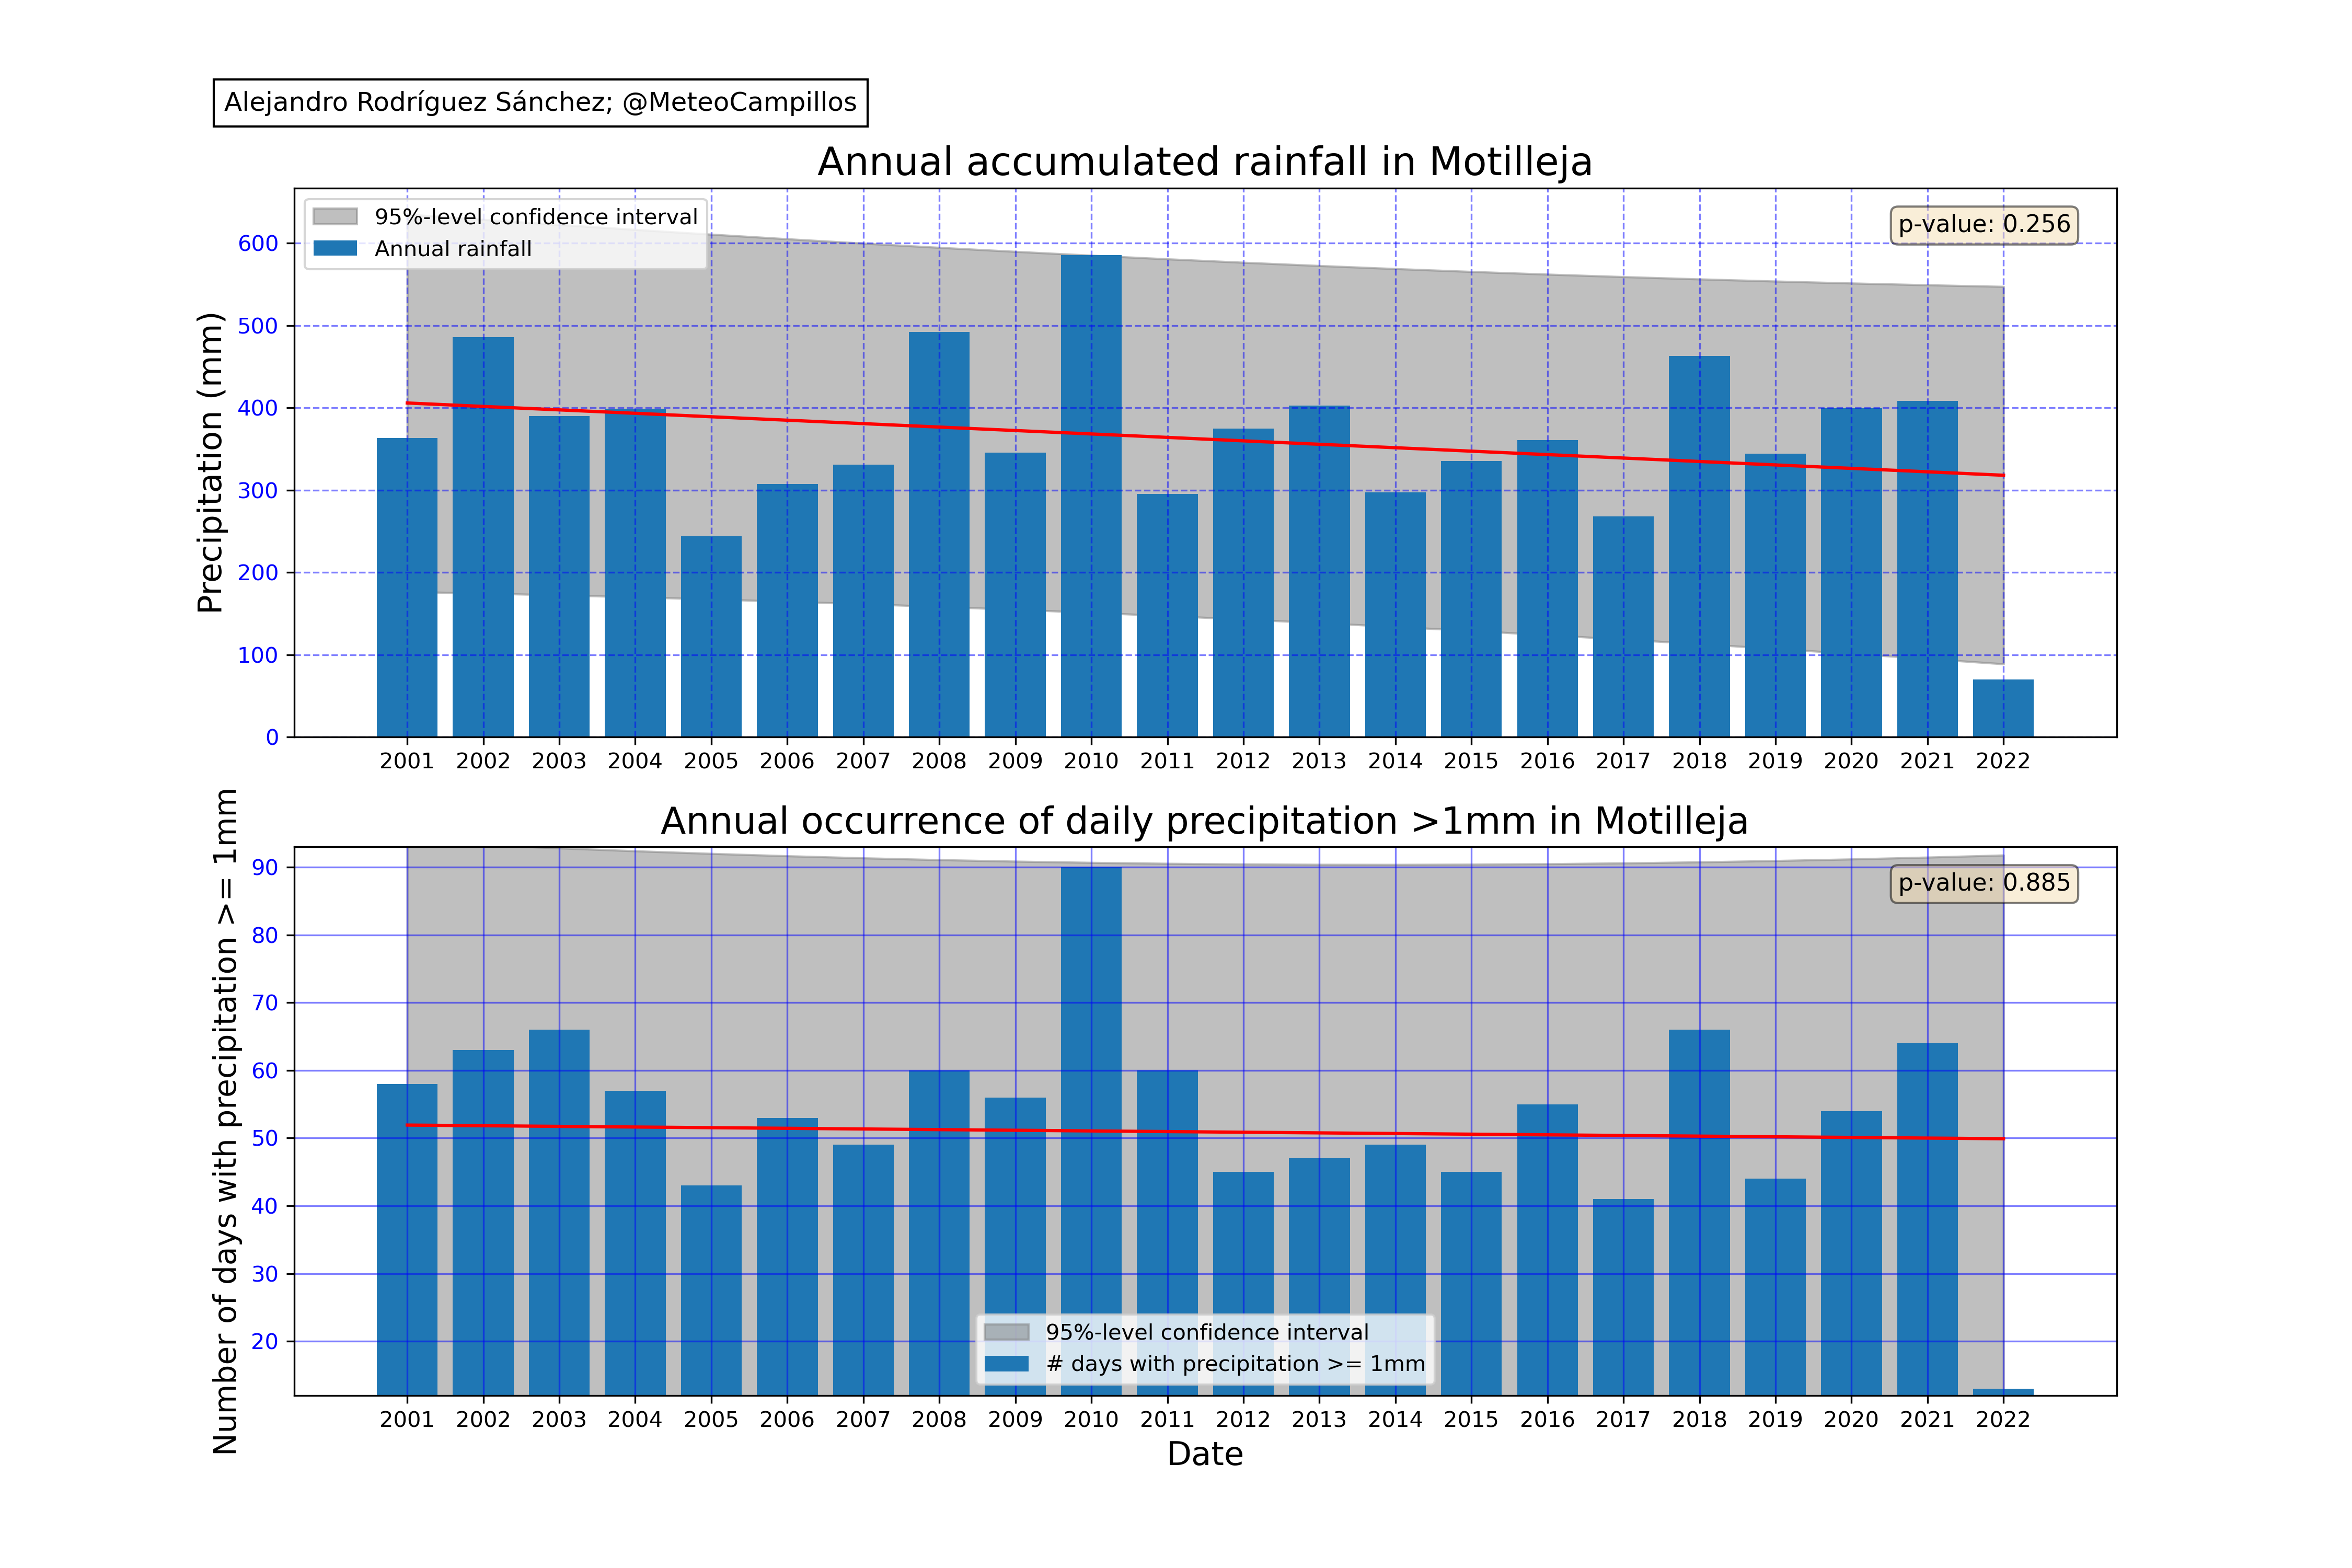 Alejandro Rodríguez Sánchez; @MeteoCampillos
Annual accumulated rainfall in Motilleja
95%-level confidence interval
Annual rainfall
p-value: 0.256
Precipitation (mm)
600
500
400
300
200
100
0
2001 2002 2003 2004 2005 2006 2007 2008 2009 2010 2011 2012 2013 2014 2015 2016 2017 2018 2019 2020 2021 2022
Annual occurrence of daily precipitation >1mm in Motilleja
p-value: 0.885
Number of days with precipitation >= 1mm
90
80
70
60
50
40
30
20
95%-level confidence interval
# days with precipitation >= 1mm
2001 2002 2003 2004 2005 2006 2007 2008 2009 2010 2011 2012 2013 2014 2015 2016 2017 2018 2019 2020 2021 2022
Date